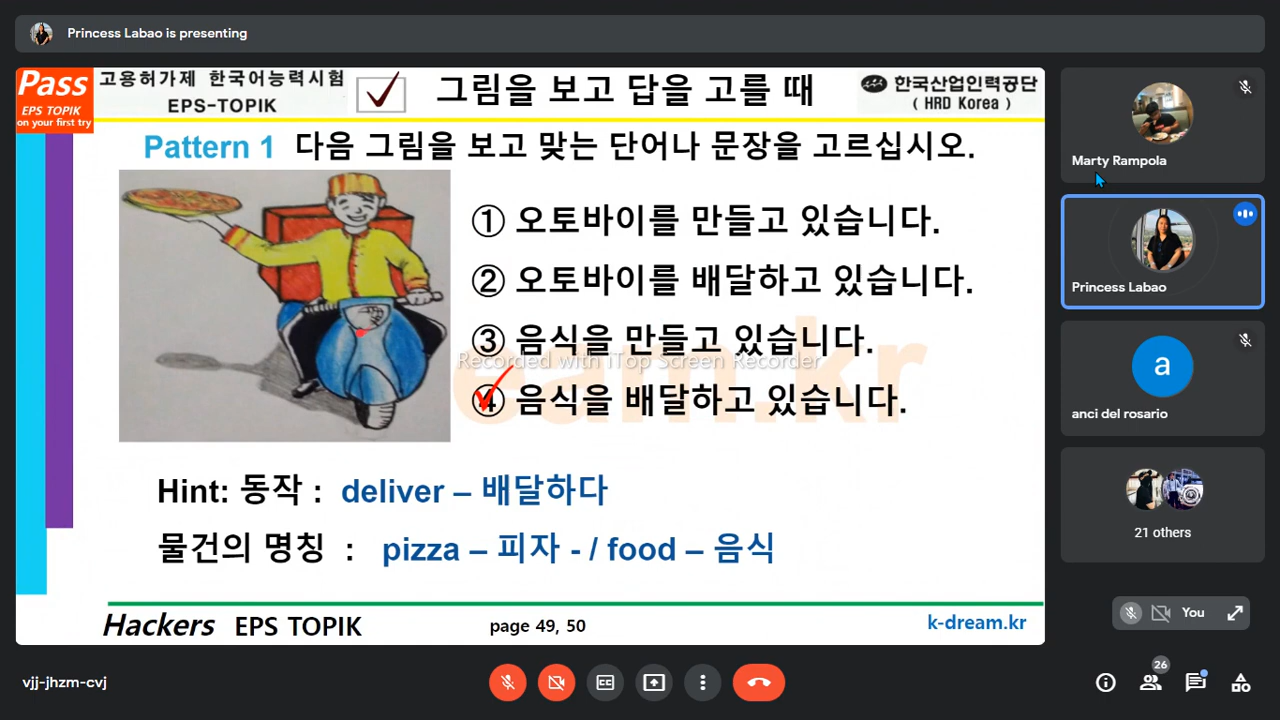 Princess Labao is presenting
Pass
EPS TOPIK
on your first try
고용허가제 한국어능력시험
EPS-TOPIK
그림을 보고 답을 고를 때
한국산업인력공단
( HRD Korea )
Pattern 1 다음 그림을 보고 맞는 단어나 문장을 고르십시오.
① 오토바이를 만들고 있습니다.
② 오토바이를 배달하고 있습니다.
③ 음식을 만들고 있습니다.
Recorded with iTop Screen Recorder
eam.kr
④ 음식을 배달하고 있습니다.
Hint: 동작 : deliver – 배달하다
물건의 명칭 : pizza – 피자 - / food – 음식
Hackers EPS TOPIK
page 49, 50
k-dream.kr
Marty Rampola
Princess Labao
a
anci del rosario
21 others
You
vjj-jhzm-cvj
CC
26